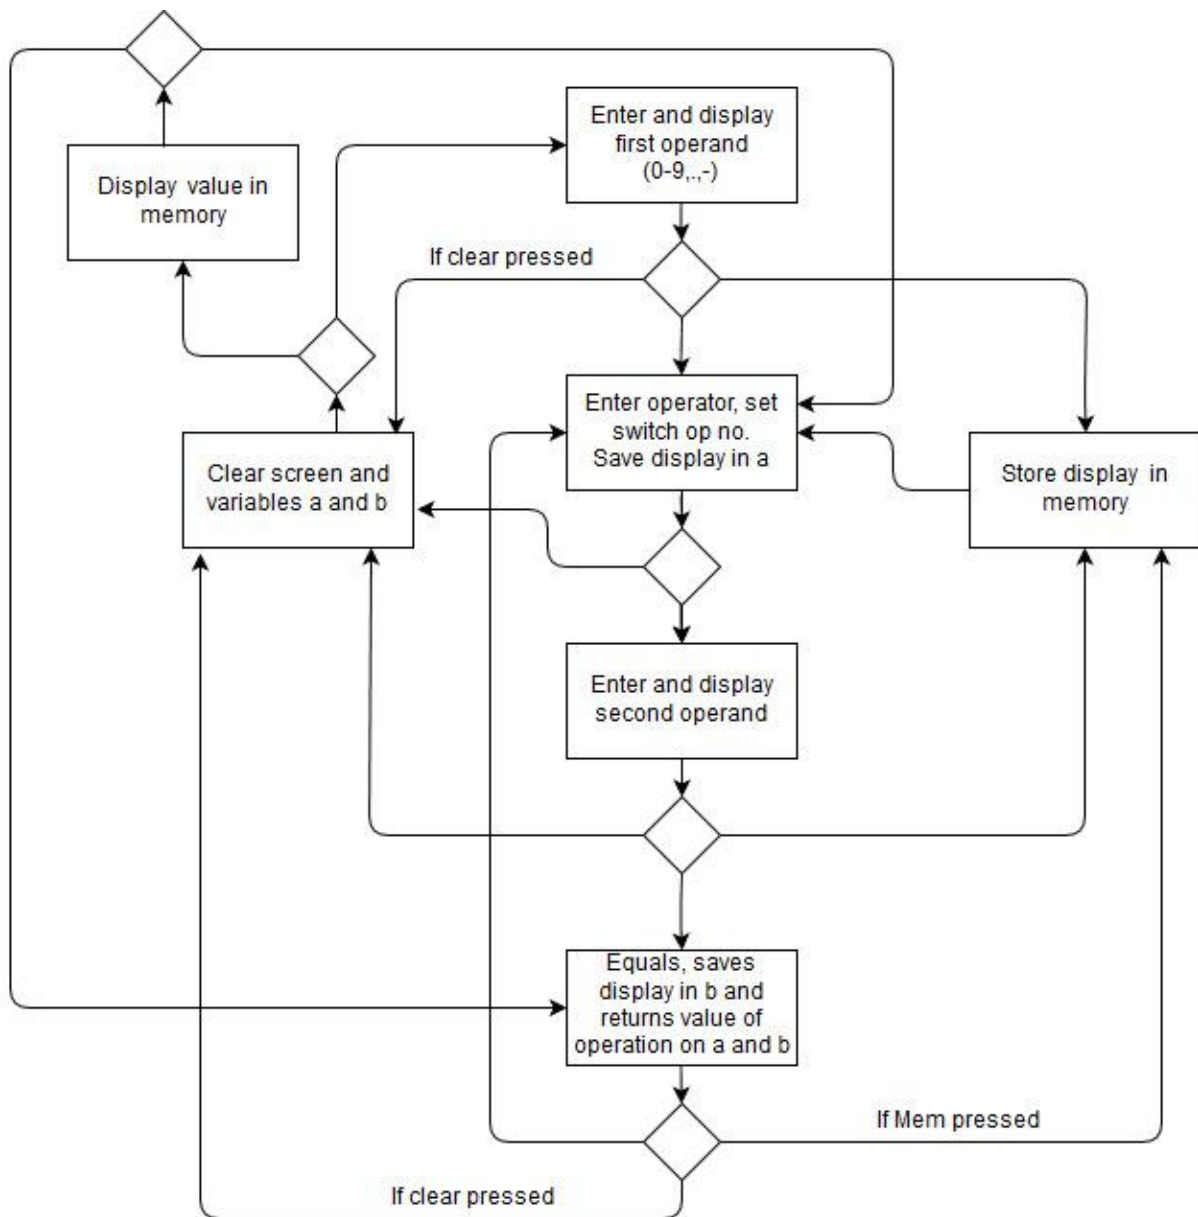 Enter and display
first operand
(0-9,.,-)
Display value in
memory
If clear pressed
Enter operator, set
switch op no.
Save display in a
Clear screen and
variables a and b
Store display in
memory
Enter and display
second operand
Equals, saves
display in b and
returns value of
operation on a and b
If Mem pressed
If clear pressed